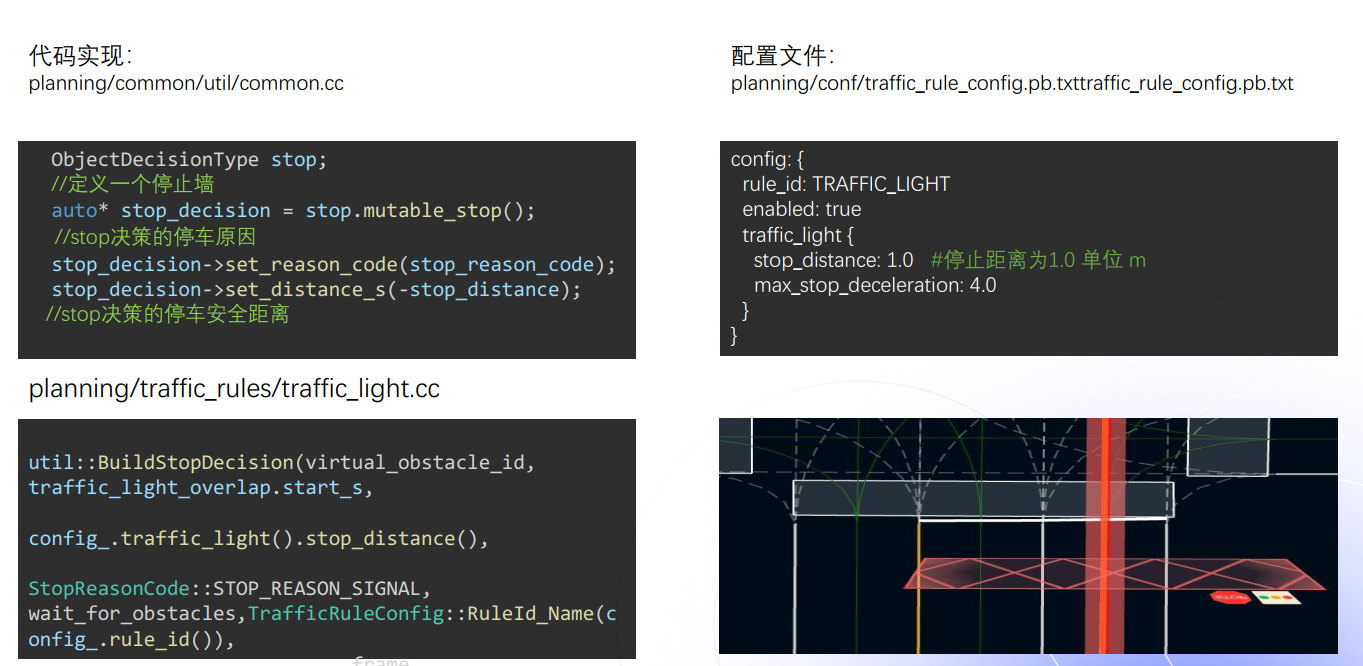 代码实现：
planning/common/util/common.cc
ObjectDecisionType stop;
//定义一个停止墙
auto* stop_decision = stop.mutable_stop();
//stop决策的停车原因
stop_decision->set_reason_code(stop_reason_code);
stop_decision->set_distance_s(-stop_distance);
//stop决策的停车安全距离
planning/traffic_rules/traffic_light.cc
util::BuildStopDecision(virtual_obstacle_id,
traffic_light_overlap.start_s,
config_.traffic_light().stop_distance(),
StopReasonCode::STOP_REASON_SIGNAL,
wait_for_obstacles,TrafficRuleConfig::RuleId_Name(c
onfig_.rule_id()),
frame
配置文件：
planning/conf/traffic_rule_config.pb.txttraffic_rule_config.pb.txt
config: {
rule_id: TRAFFIC_LIGHT
enabled: true
traffic_light {
stop_distance: 1.0 #停止距离为1.0 单位 m
max_stop_deceleration: 4.0
}
}